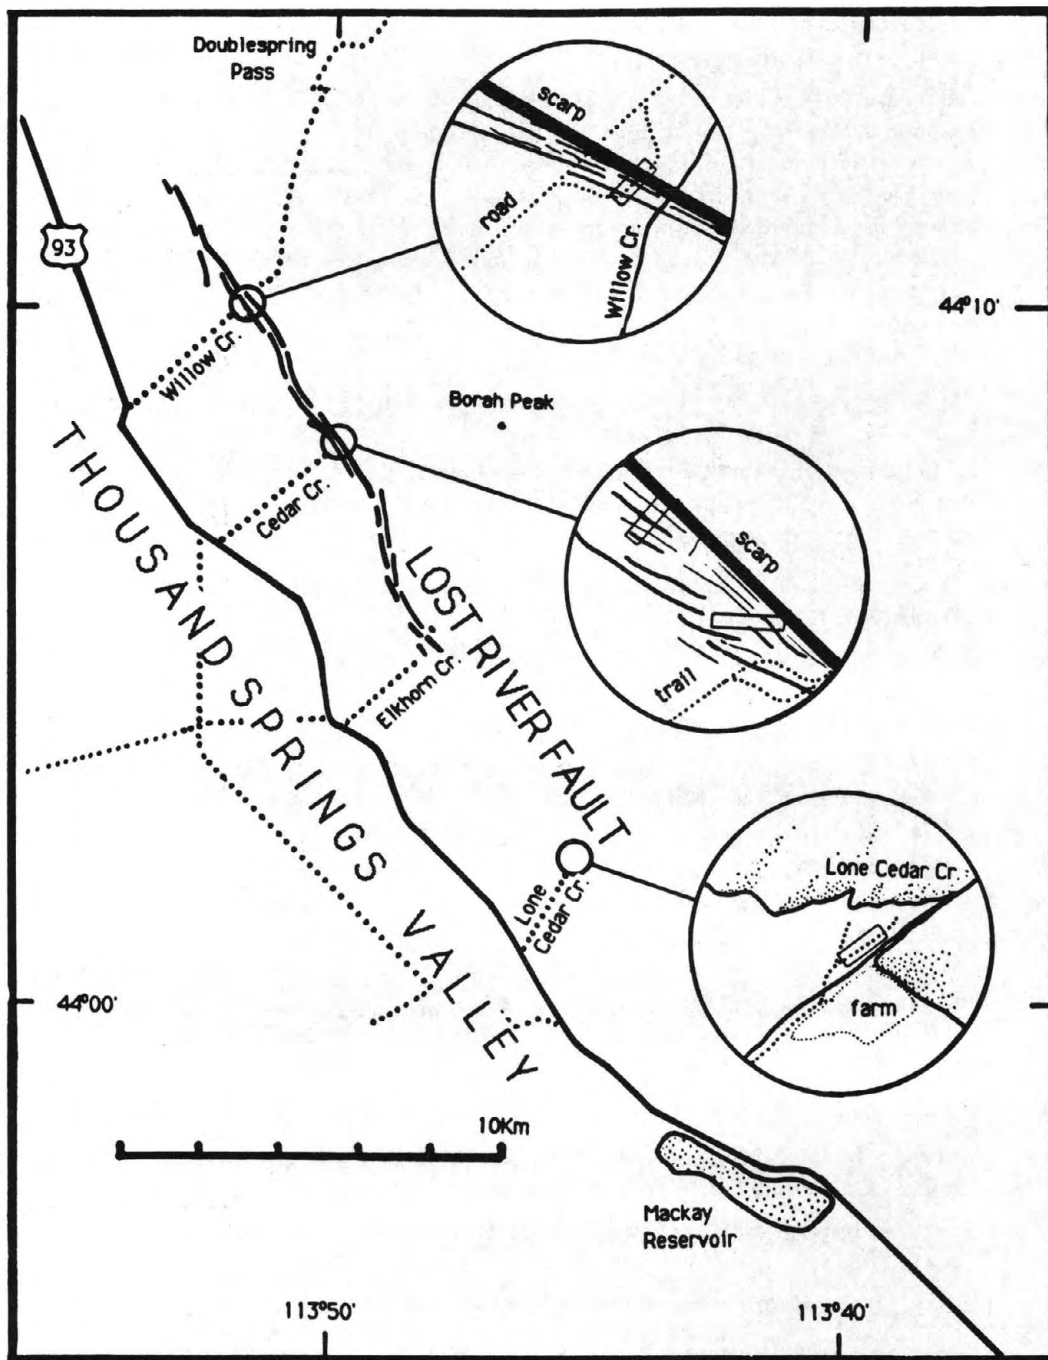 Doublespring
Pass
scarp
road
Willow Cr.
93
44°10'
Willow Cr.
Borah Peak
Cedar Cr.
scarp
trail
LOST RIVER FAULT
Elkhorn Cr.
THOUSAND SPRINGS VALLEY
Lone Cedar Cr.
farm
Lone
Cedar Cr.
44°00'
10Km
Mackay
Reservoir
113°50'
113°40'